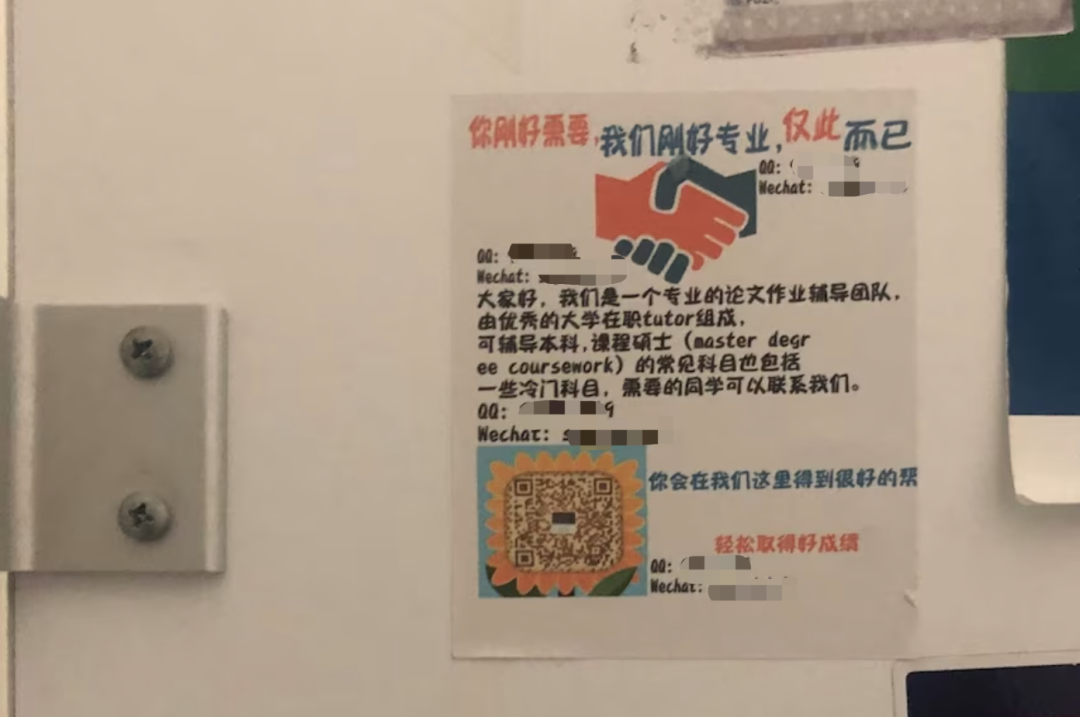 你刚好需要,我们刚好专业,仅此而已
QQ:
Wechat:
QQ:
Wechat:
大家好，我们是一个专业的论文作业辅导团队，
由优秀的大学在职tutor组成，
可辅导本科,课程硕士（master degr
ee coursework）的常见科目也包括
一些冷门科目，需要的同学可以联系我们。
QQ: 9
Wechat: s
你会在我们这里得到很好的帮
轻松取得好成绩
QQ:
Wechat: